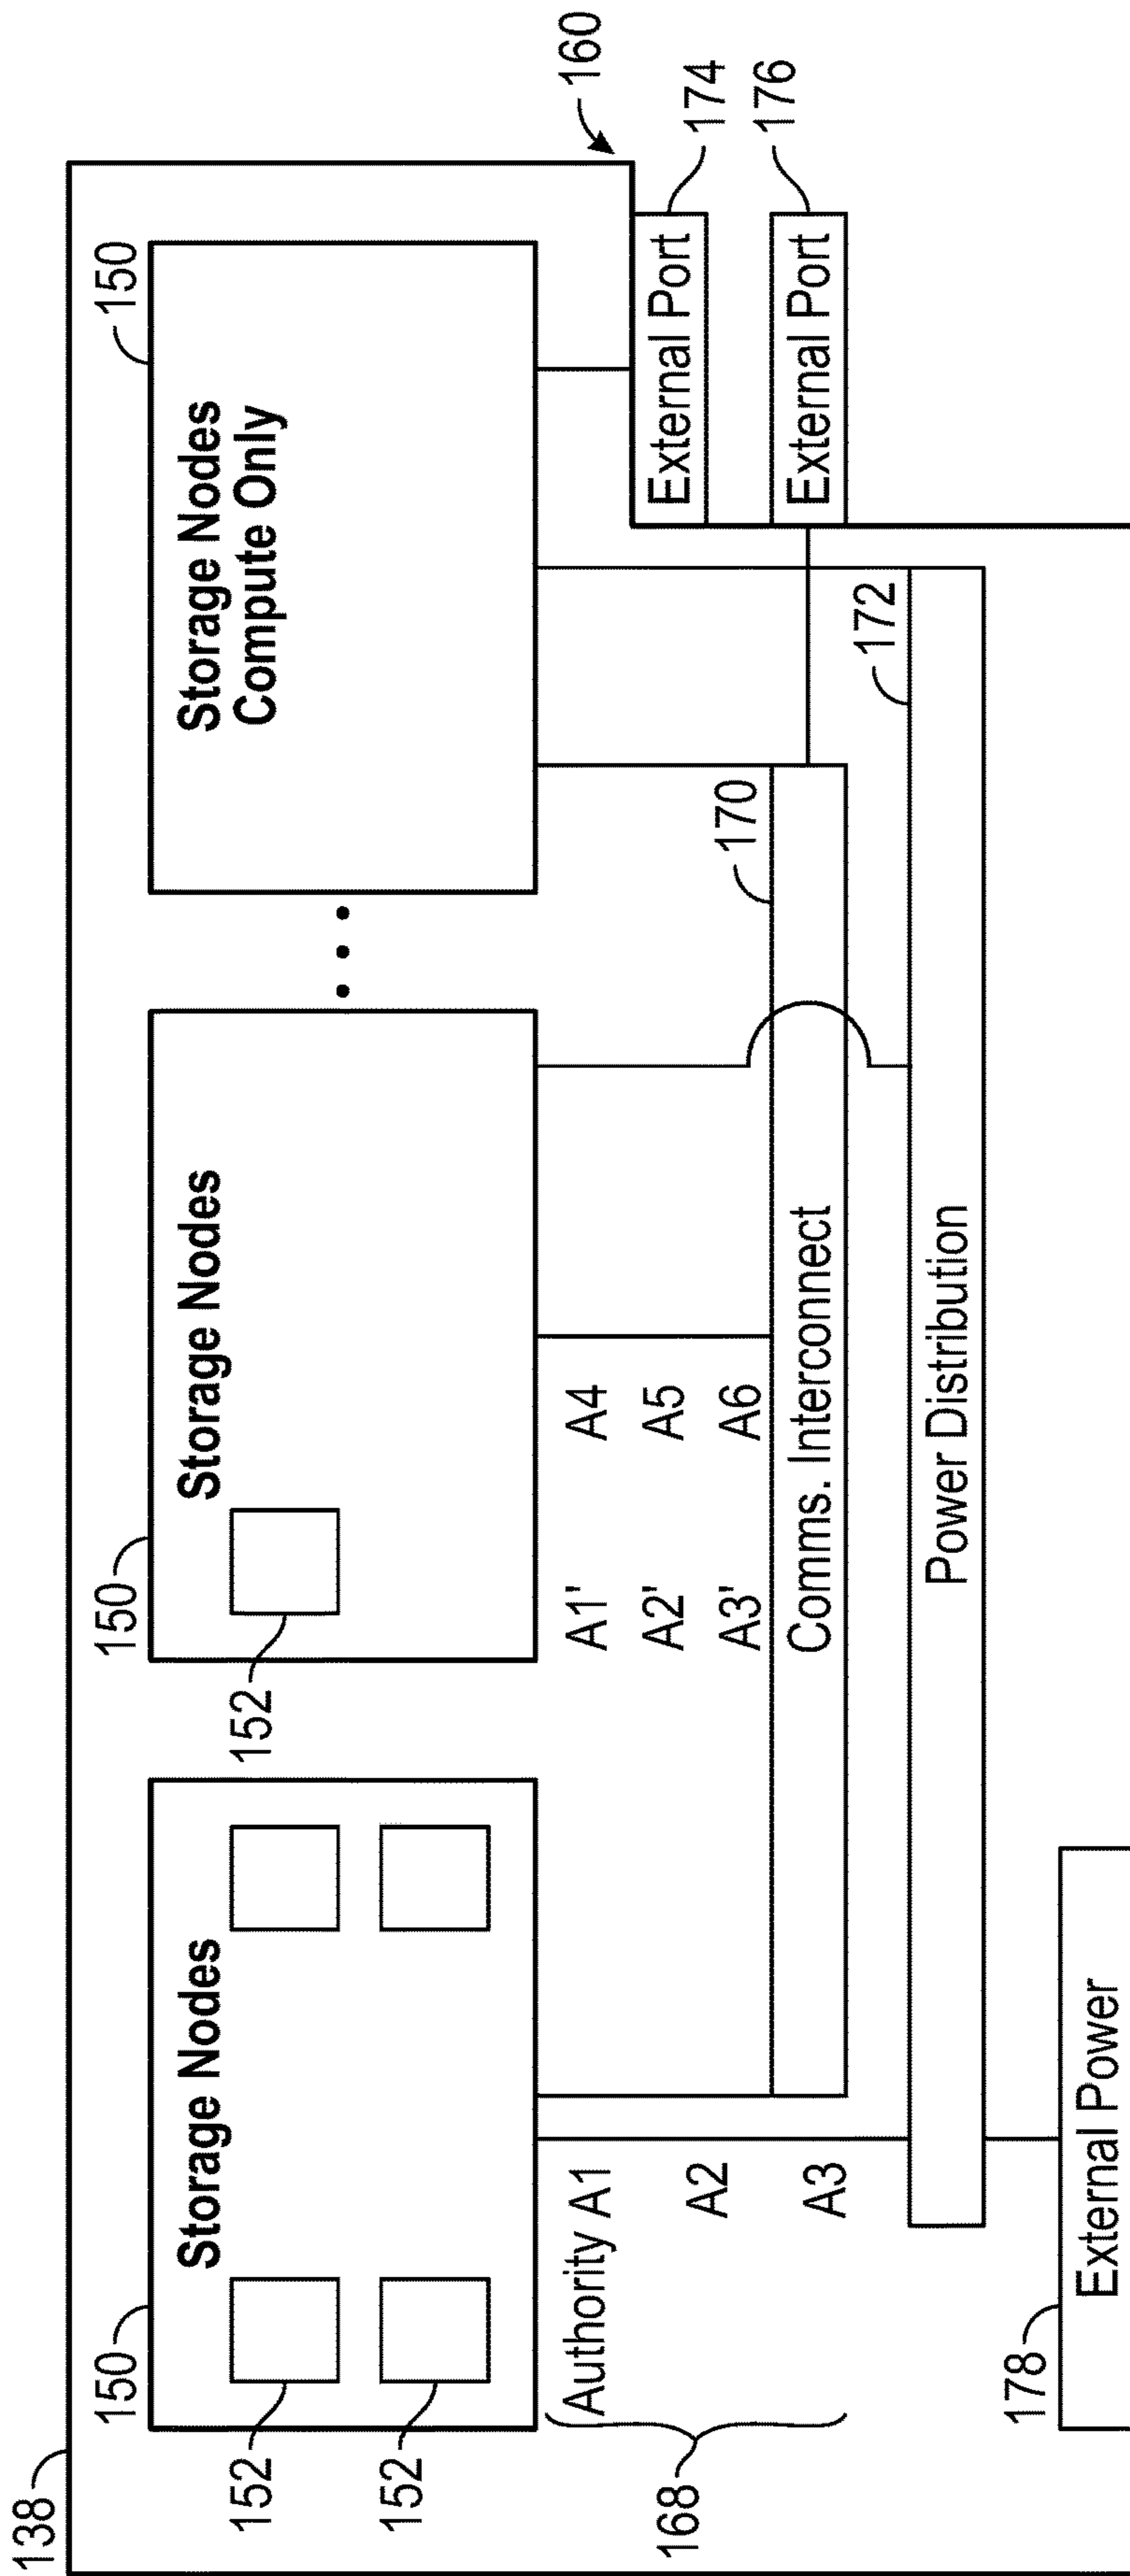 138
160
150
Storage Nodes
152
152
150
Storage Nodes
152
150
Storage Nodes
Compute Only
168
Authority A1
A2
A3
A1'
A4
A2'
A5
A3'
A6
170
Comms. Interconnect
External Port
174
External Port
176
172
Power Distribution
178
External Power